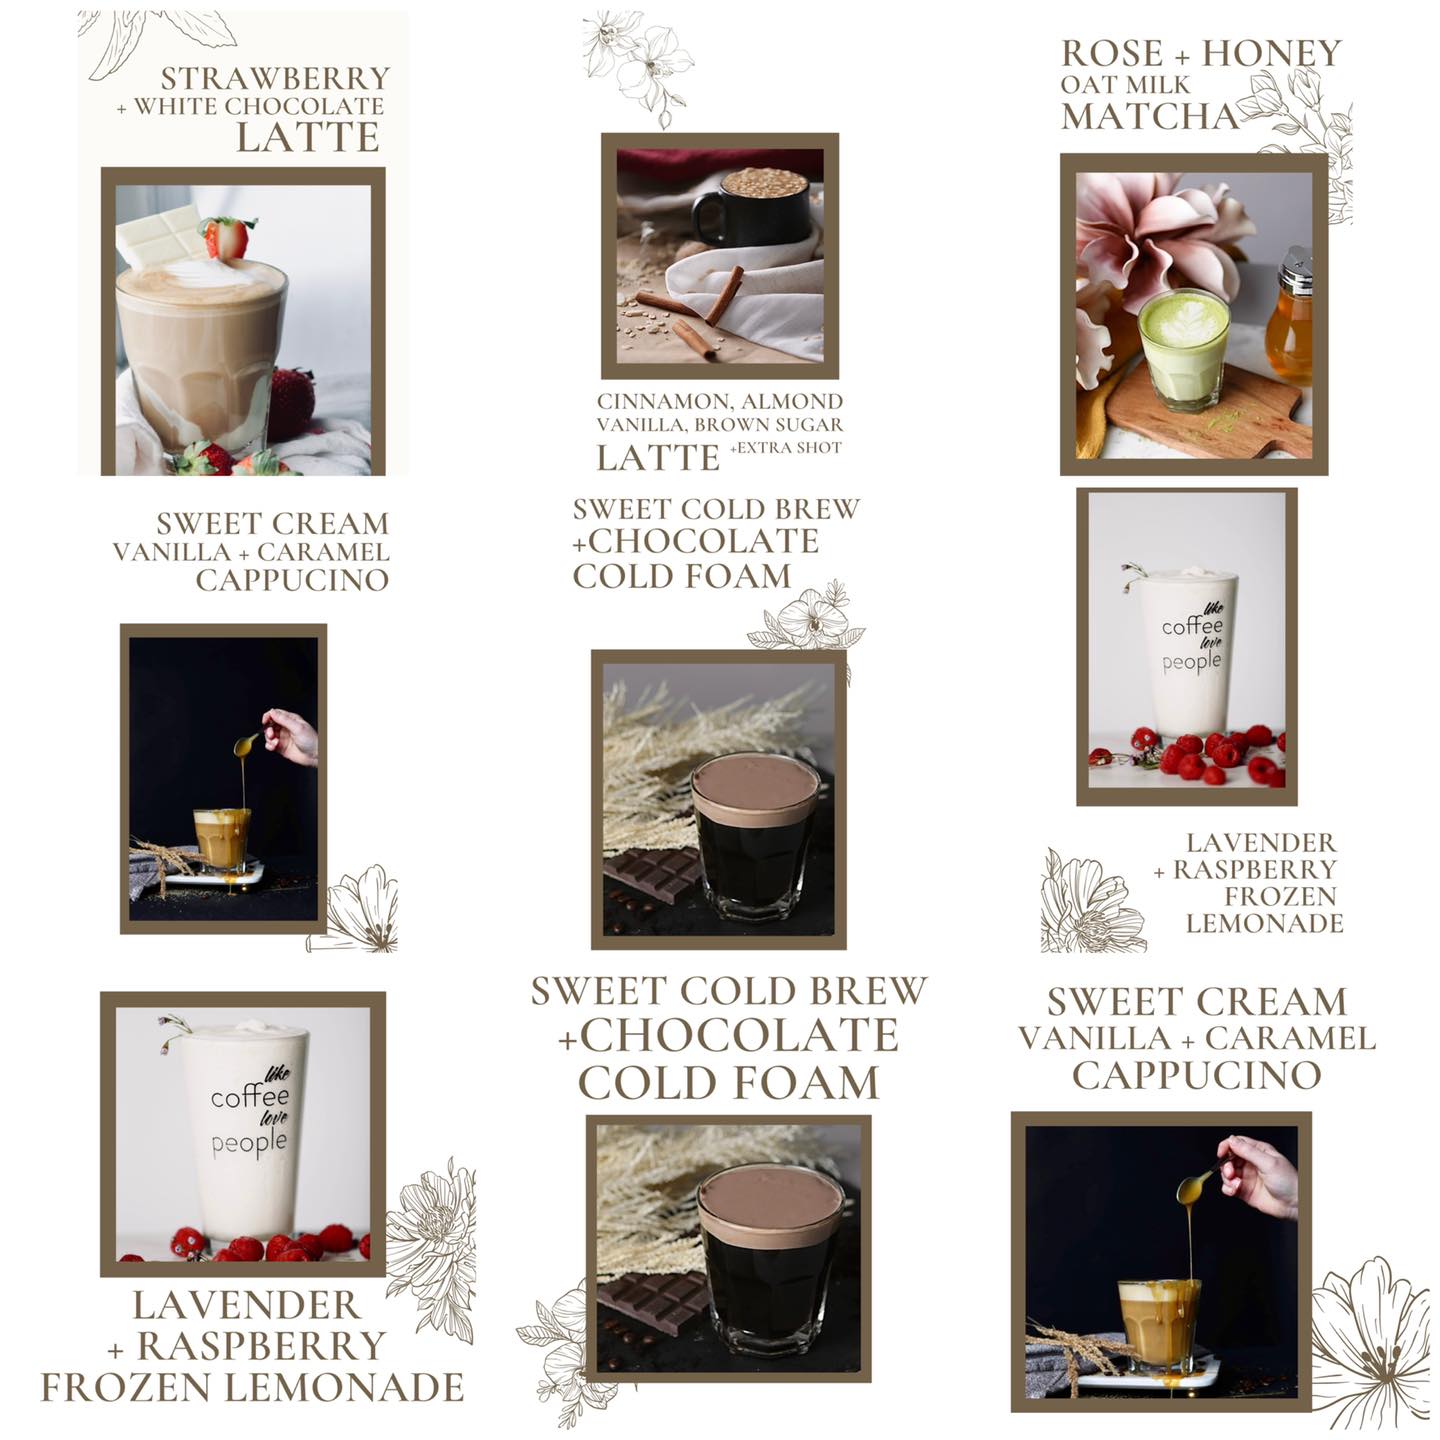 STRAWBERRY
+ WHITE CHOCOLATE
LATTE
CINNAMON, ALMOND
VANILLA, BROWN SUGAR
LATTE +EXTRA SHOT
ROSE + HONEY
OAT MILK
MATCHA
SWEET CREAM
VANILLA + CARAMEL
CAPPUCINO
SWEET COLD BREW
+CHOCOLATE
COLD FOAM
like
coffee
love
people
LAVENDER
+ RASPBERRY
FROZEN
LEMONADE
like
coffee
love
people
LAVENDER
+ RASPBERRY
FROZEN LEMONADE
SWEET COLD BREW
+CHOCOLATE
COLD FOAM
SWEET CREAM
VANILLA + CARAMEL
CAPPUCINO